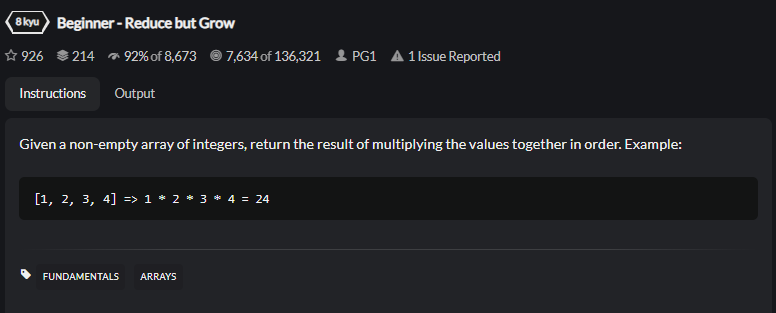 8 kyu Beginner - Reduce but Grow
926 214 92% of 8,673 7,634 of 136,321 PG1 1 Issue Reported
Instructions Output
Given a non-empty array of integers, return the result of multiplying the values together in order. Example:
[1, 2, 3, 4] => 1 * 2 * 3 * 4 = 24
FUNDAMENTALS ARRAYS